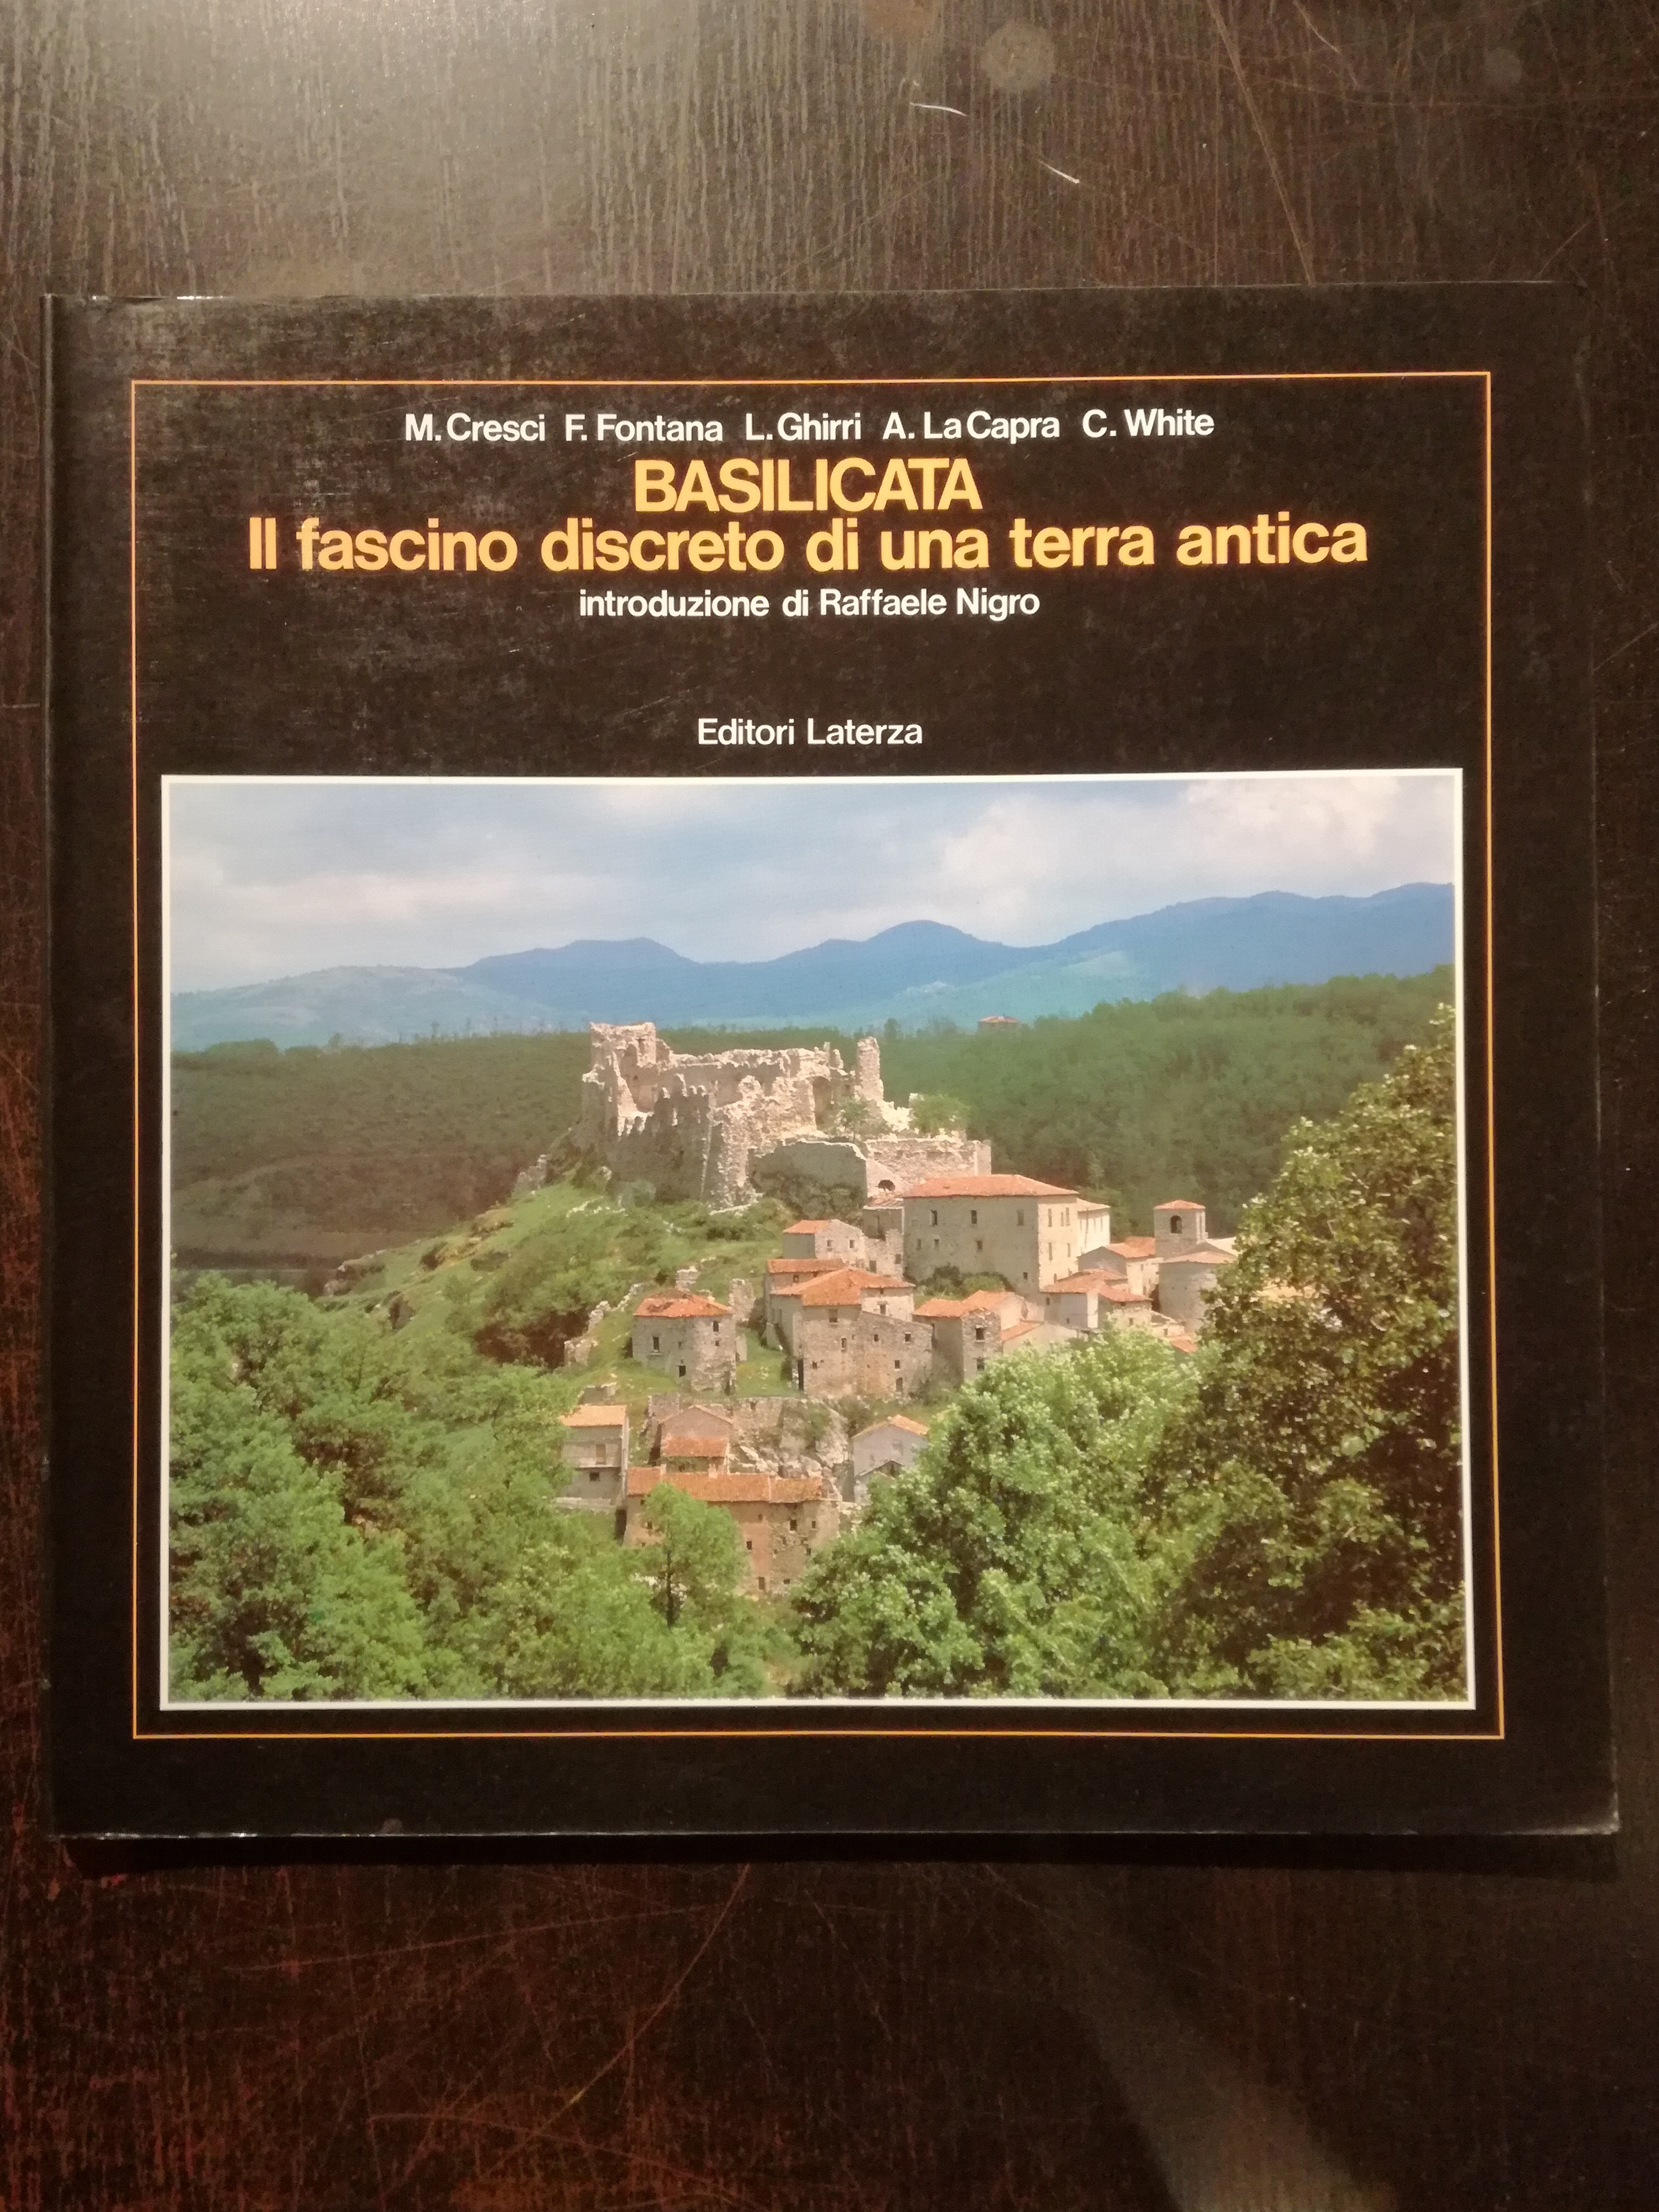 M. Cresci F. Fontana L. Ghirri A. La Capra C. White
BASILICATA
Il fascino discreto di una terra antica
introduzione di Raffaele Nigro
Editori Laterza